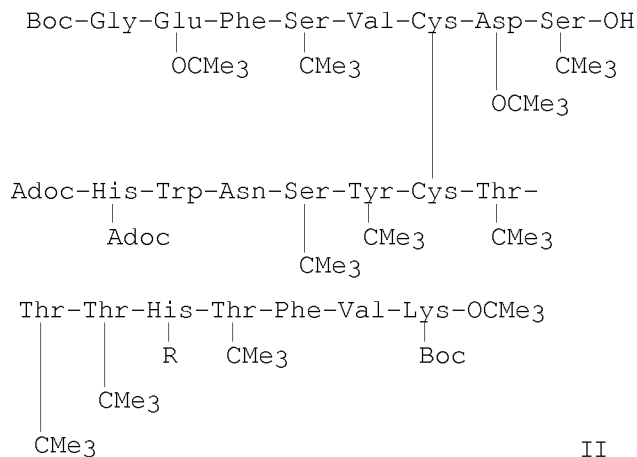 Boc-Gly-Glu-Phe-Ser-Val-Cys-Asp-Ser-OH
OCMe3 CMe3 CMe3
OCMe3
Adoc-His-Trp-Asn-Ser-Tyr-Cys-Thr-
Adoc CMe3 CMe3
CMe3
Thr-Thr-His-Thr-Phe-Val-Lys-OCMe3
R CMe3 Boc
CMe3
CMe3 II